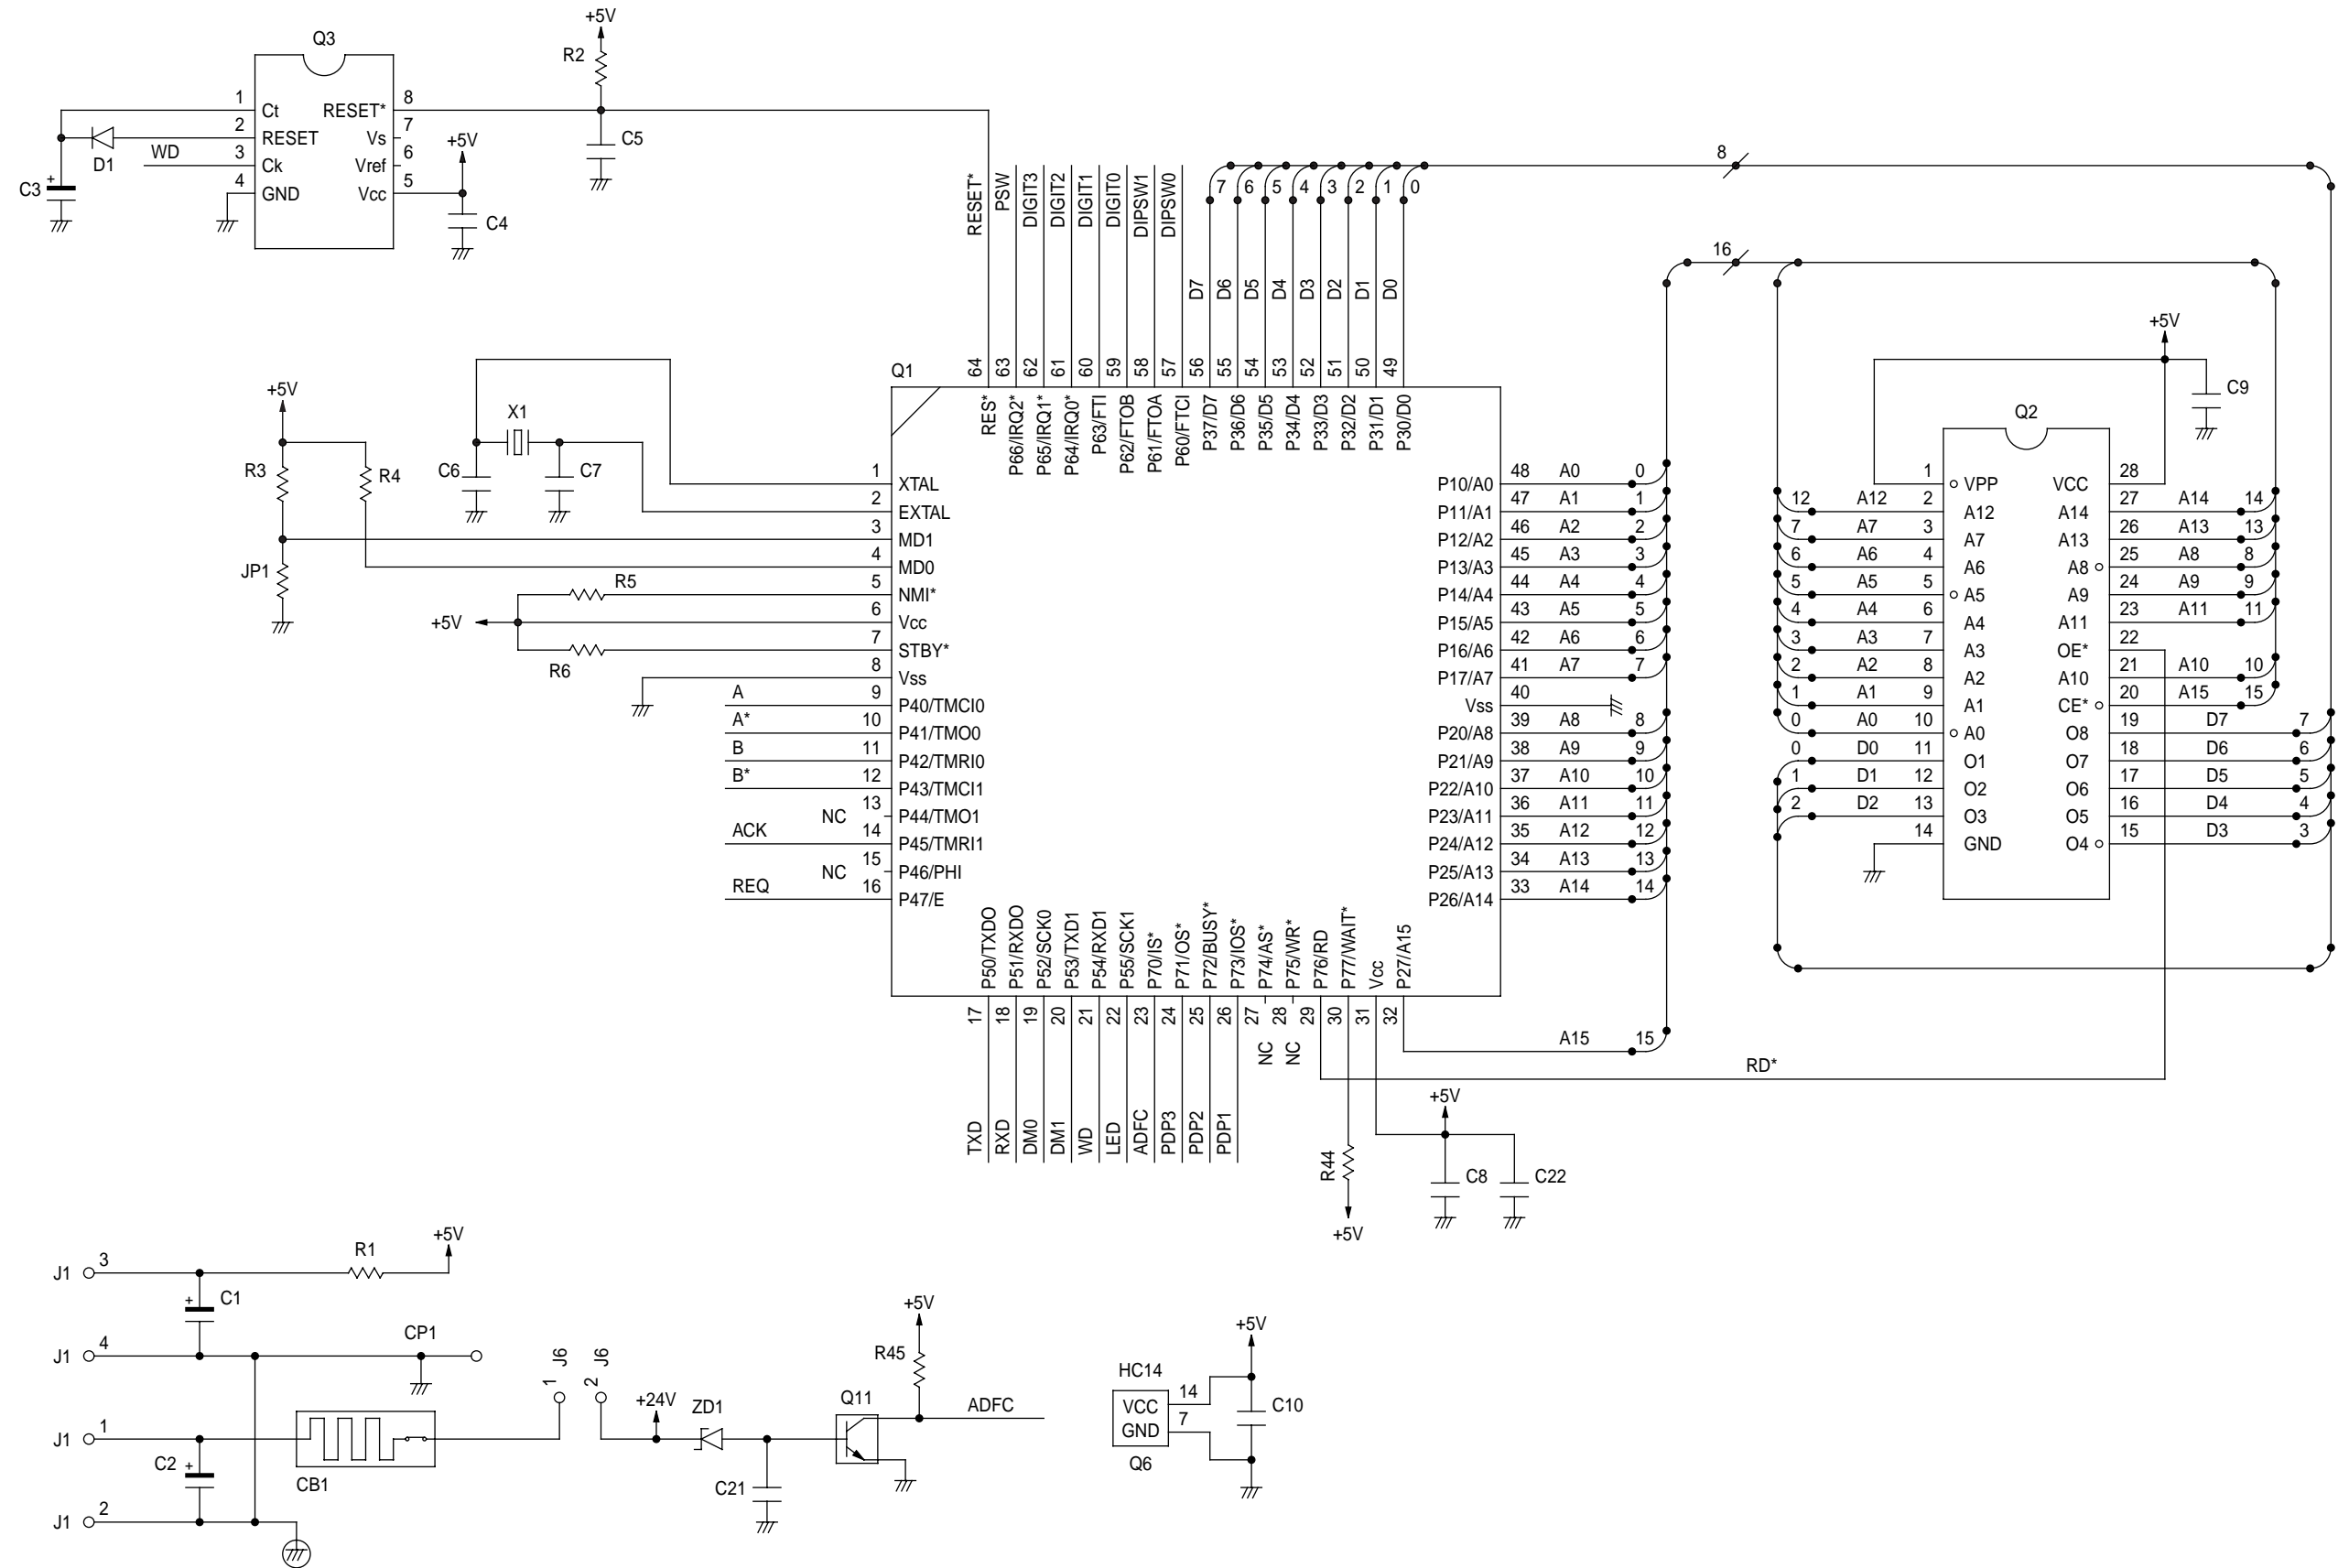 +5V
Q3
R2
1 Ct RESET* 8
2 RESET Vs 7
3 Ck Vref 6
4 GND Vcc 5
D1
WD
C3
+
+5V
C4
C5
RESET*
PSW
DIGIT3
DIGIT2
DIGIT1
DIGIT0
DIPSW1
DIPSW0
7 6 5 4 3 2 1 0
8
D7 D6 D5 D4 D3 D2 D1 D0
16
64 63 62 61 60 59 58 57 56 55 54 53 52 51 50 49
Q1
RES*
P66/IRQ2*
P65/IRQ1*
P64/IRQ0*
P63/FTI
P62/FTOB
P61/FTOA
P60/FTCI
P37/D7
P36/D6
P35/D5
P34/D4
P33/D3
P32/D2
P31/D1
P30/D0
+5V
R3
R4
JP1
X1
C6
C7
+5V
R5
R6
1 XTAL
2 EXTAL
3 MD1
4 MD0
5 NMI*
6 Vcc
7 STBY*
8 Vss
A 9 P40/TMCI0
A* 10 P41/TMO0
B 11 P42/TMRI0
B* 12 P43/TMCI1
NC 13 P44/TMO1
ACK 14 P45/TMRI1
NC 15 P46/PHI
REQ 16 P47/E
P10/A0 48 A0 0
P11/A1 47 A1 1
P12/A2 46 A2 2
P13/A3 45 A3 3
P14/A4 44 A4 4
P15/A5 43 A5 5
P16/A6 42 A6 6
P17/A7 41 A7 7
Vss 40
P20/A8 39 A8 8
P21/A9 38 A9 9
P22/A10 37 A10 10
P23/A11 36 A11 11
P24/A12 35 A12 12
P25/A13 34 A13 13
P26/A14 33 A14 14
P50/TXDO
P51/RXDO
P52/SCK0
P53/TXD1
P54/RXD1
P55/SCK1
P70/IS*
P71/OS*
P72/BUSY*
P73/IOS*
P74/AS*
P75/WR*
P76/RD
P77/WAIT*
Vcc
P27/A15
17 18 19 20 21 22 23 24 25 26 27 28 29 30 31 32
NC NC
A15 15
RD*
TXD
RXD
DM0
DM1
WD
LED
ADFC
PDP3
PDP2
PDP1
R44
+5V
+5V
C8
C22
+5V
C9
Q2
1 VPP VCC 28
12 A12 2 A12 A14 27 A14 14
7 A7 3 A7 A13 26 A13 13
6 A6 4 A6 A8 25 A8 8
5 A5 5 A5 A9 24 A9 9
4 A4 6 A4 A11 23 A11 11
3 A3 7 A3 OE* 22
2 A2 8 A2 A10 21 A10 10
1 A1 9 A1 CE* 20 A15 15
0 A0 10 A0 O8 19 D7 7
0 D0 11 O1 O7 18 D6 6
1 D1 12 O2 O6 17 D5 5
2 D2 13 O3 O5 16 D4 4
14 GND O4 15 D3 3
J1 3
R1
+5V
+
C1
J1 4
CP1
J1 1
C2
+
CB1
J1 2
1 J6
2 J6
+24V
ZD1
C21
Q11
+5V
R45
ADFC
HC14
VCC 14
GND 7
Q6
+5V
C10